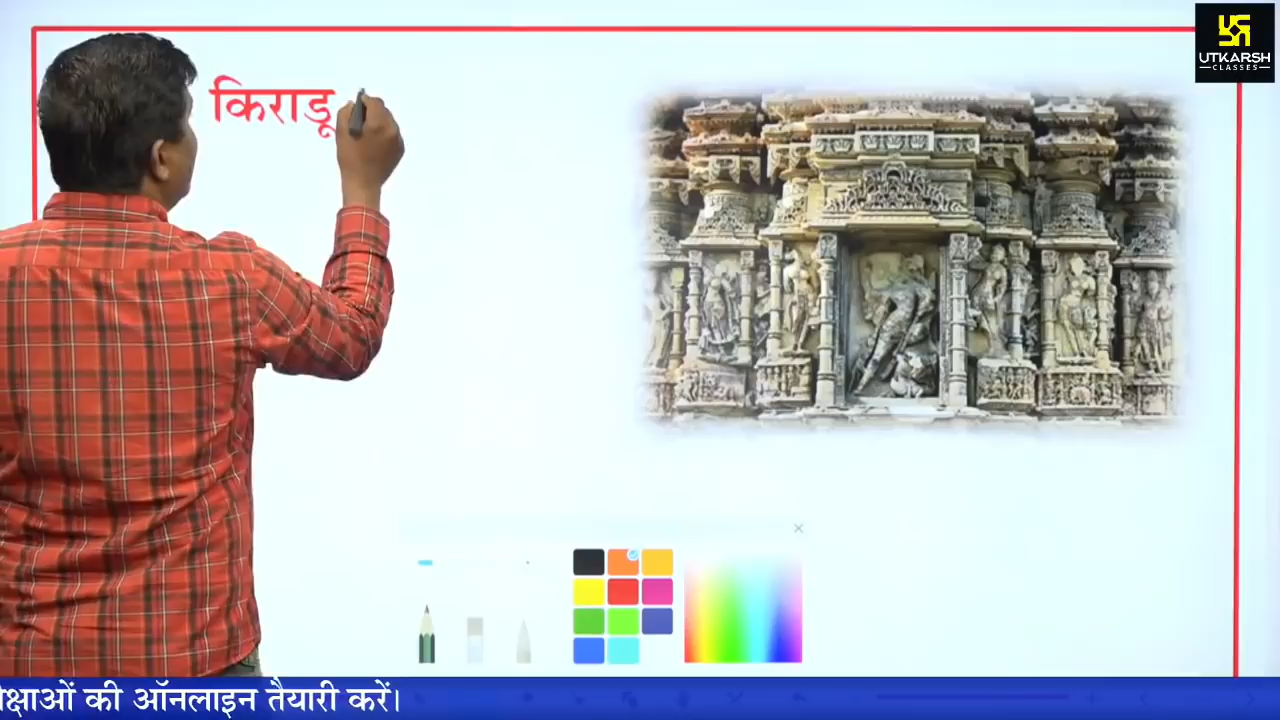 किराडू
UTKARSH
CLASSES
क्षाओं की ऑनलाइन तैयारी करें।